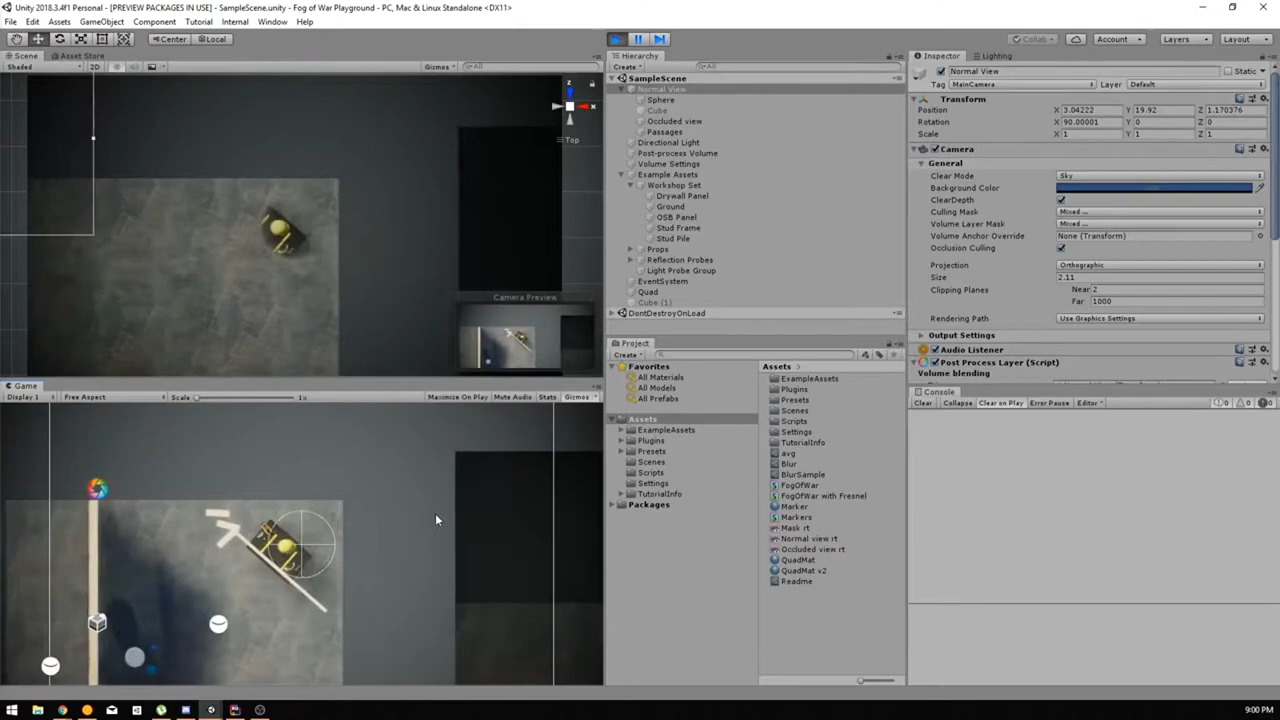 Unity 2018.3.4f1 Personal - [PREVIEW PACKAGES IN USE] - SampleScene.unity - Fog of War Playground - PC, Mac & Linux Standalone <DX11>
File Edit Assets GameObject Component Tutorial Internal Window Help
Center Local
Collab Account Layers Layout
Scene Asset Store
Shaded 2D Gizmos All
z
x
Top
Camera Preview
Game
Display 1 Free Aspect Scale 1x Maximize On Play Mute Audio Stats Gizmos
Hierarchy
Create All
SampleScene
Normal View
Sphere
Cube
Occluded view
Passages
Directional Light
Post-process Volume
Volume Settings
Example Assets
Workshop Set
Drywall Panel
Ground
OSB Panel
Stud Frame
Stud Pile
Props
Reflection Probes
Light Probe Group
EventSystem
Quad
Cube (1)
DontDestroyOnLoad
Project
Create
Favorites
All Materials
All Models
All Prefabs
Assets
ExampleAssets
Plugins
Presets
Scenes
Scripts
Settings
TutorialInfo
Packages
Assets
ExampleAssets
Plugins
Presets
Scenes
Scripts
Settings
TutorialInfo
avg
Blur
BlurSample
FogOfWar
FogOfWar with Fresnel
Marker
Markers
Mask rt
Normal view rt
Occluded view rt
QuadMat
QuadMat v2
Readme
Inspector Lighting
Normal View Static
Tag MainCamera Layer Default
Transform
Position X 3.04222 Y 19.92 Z 1.170376
Rotation X 90.00001 Y 0 Z 0
Scale X 1 Y 1 Z 1
Camera
General
Clear Mode Sky
Background Color
ClearDepth
Culling Mask Mixed ...
Volume Layer Mask Mixed ...
Volume Anchor Override None (Transform)
Occlusion Culling
Projection Orthographic
Size 2.11
Clipping Planes Near 2
Far 1000
Rendering Path Use Graphics Settings
Output Settings
Audio Listener
Post Process Layer (Script)
Volume blending
Console
Clear Collapse Clear on Play Error Pause Editor 0 0 0
9:00 PM